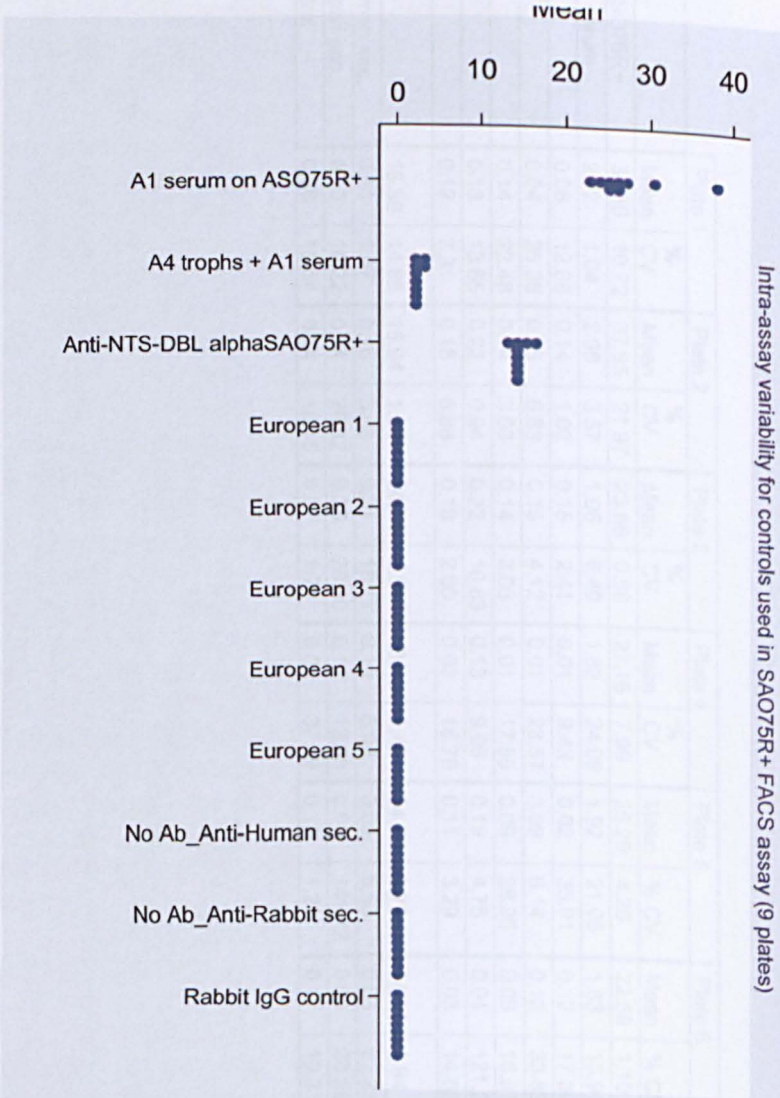 Mean
0 10 20 30 40
A1 serum on ASO75R+
A4 trophs + A1 serum
Anti-NTS-DBL alphaSAO75R+
European 1
European 2
European 3
European 4
European 5
No Ab_Anti-Human sec.
No Ab_Anti-Rabbit sec.
Rabbit IgG control
Intra-assay variability for controls used in SAO75R+ FACS assay (9 plates)